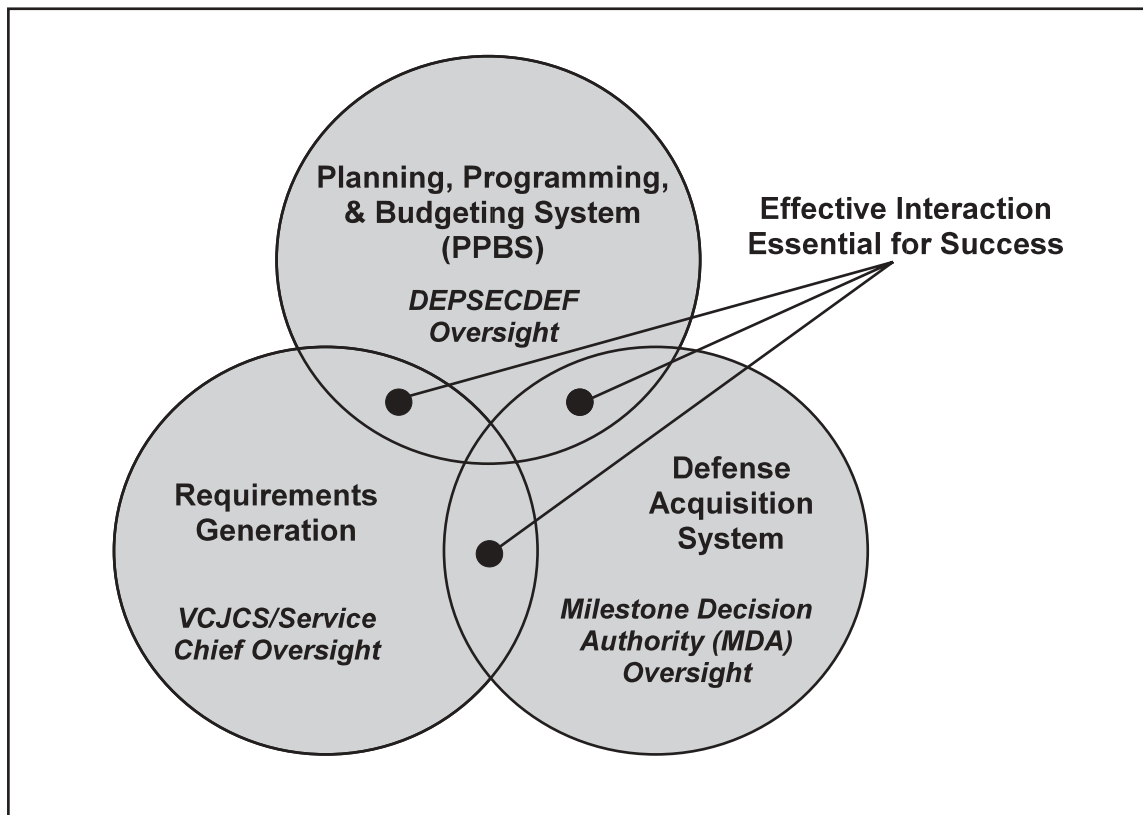 Planning, Programming,
& Budgeting System
(PPBS)
DEPSECDEF
Oversight
Effective Interaction
Essential for Success
Requirements
Generation
VCJCS/Service
Chief Oversight
Defense
Acquisition
System
Milestone Decision
Authority (MDA)
Oversight